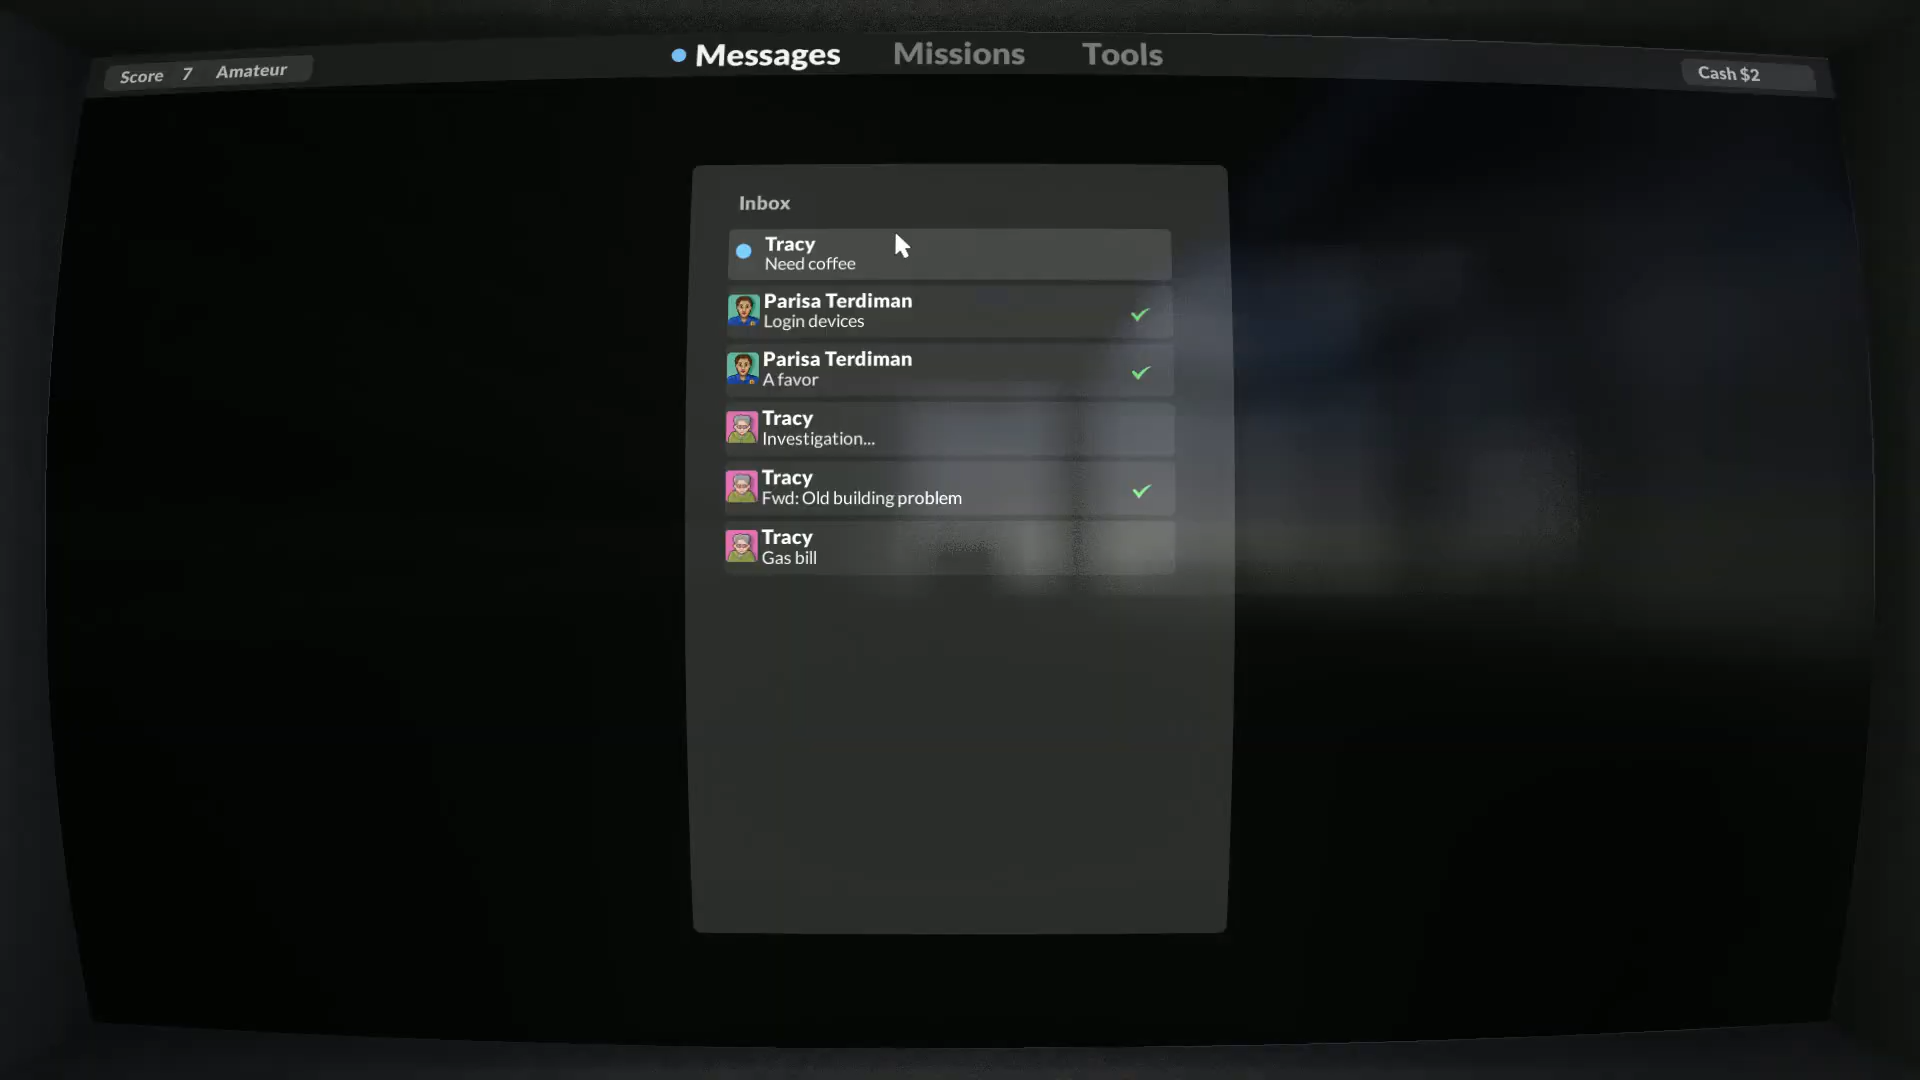 Score 7 Amateur
Messages
Missions
Tools
Cash $2
Inbox
Tracy
Need coffee
Parisa Terdiman
Login devices
Parisa Terdiman
A favor
Tracy
Investigation...
Tracy
Fwd: Old building problem
Tracy
Gas bill